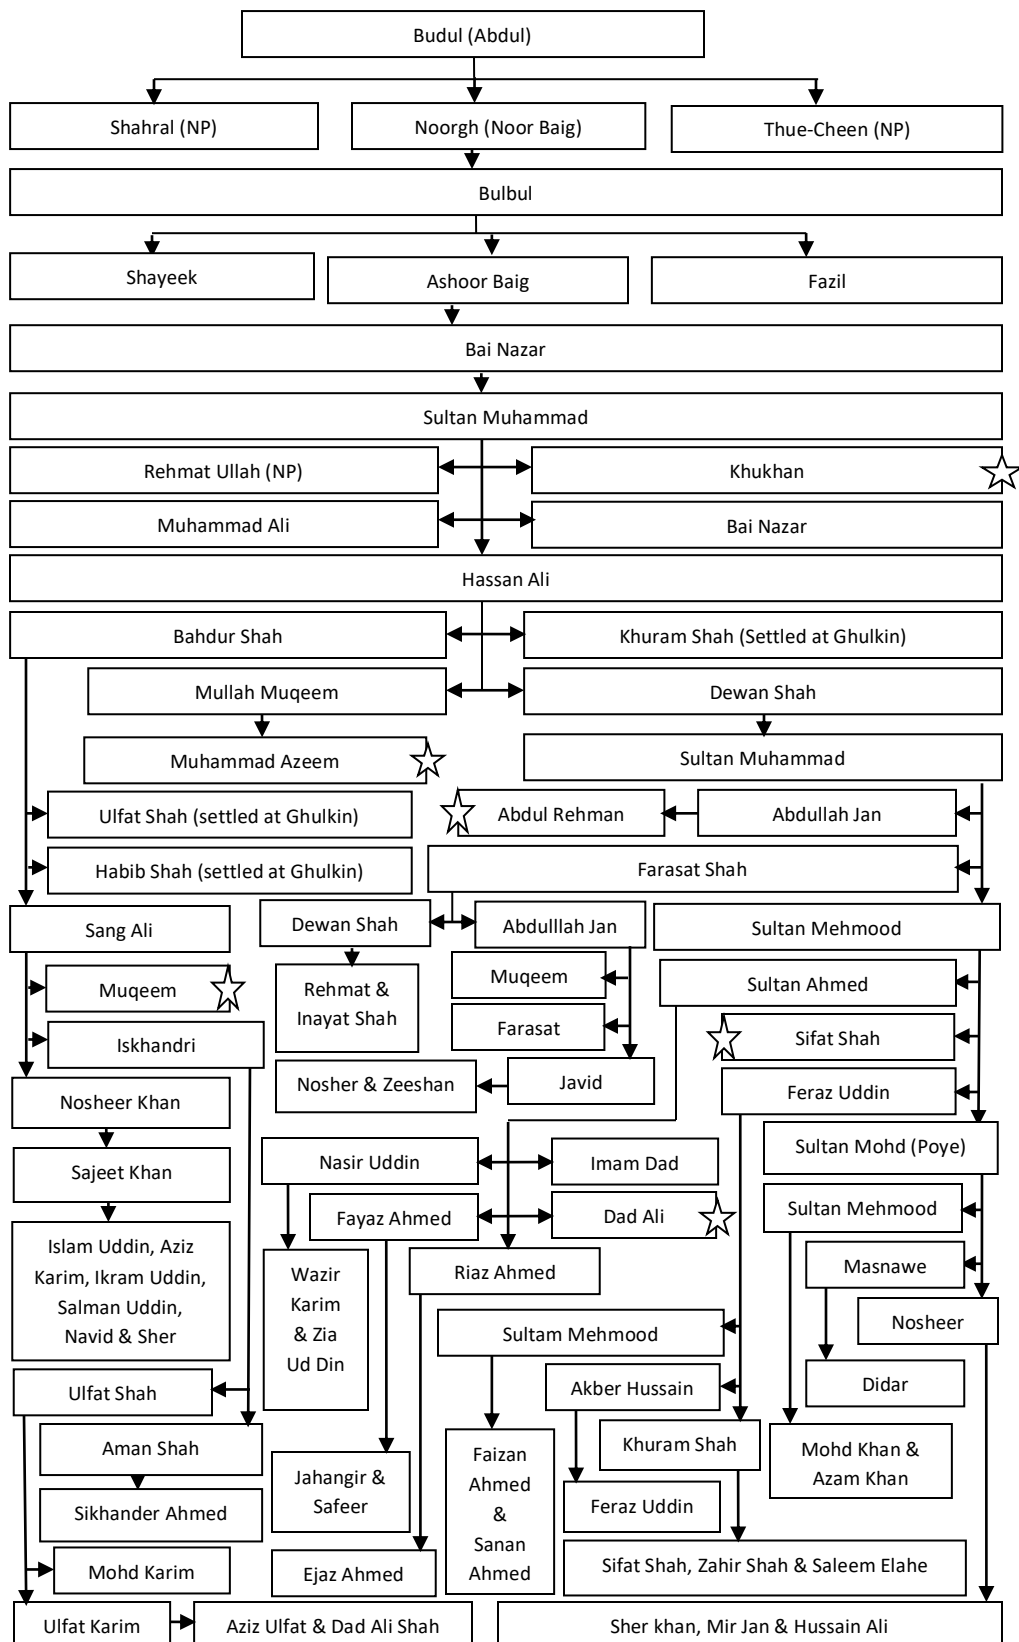 Budul (Abdul)
Shahral (NP)
Noorgh (Noor Baig)
Thue-Cheen (NP)
Bulbul
Shayeek
Ashoor Baig
Fazil
Bai Nazar
Sultan Muhammad
Rehmat Ullah (NP)
Khukhan
Muhammad Ali
Bai Nazar
Hassan Ali
Bahdur Shah
Khuram Shah (Settled at Ghulkin)
Mullah Muqeem
Dewan Shah
Muhammad Azeem
Sultan Muhammad
Ulfat Shah (settled at Ghulkin)
Abdul Rehman
Abdullah Jan
Habib Shah (settled at Ghulkin)
Farasat Shah
Sang Ali
Dewan Shah
Abdulllah Jan
Sultan Mehmood
Muqeem
Rehmat &
Inayat Shah
Muqeem
Sultan Ahmed
Iskhandri
Farasat
Sifat Shah
Nosheer Khan
Nosher & Zeeshan
Javid
Feraz Uddin
Sajeet Khan
Nasir Uddin
Imam Dad
Sultan Mohd (Poye)
Fayaz Ahmed
Dad Ali
Sultan Mehmood
Islam Uddin, Aziz
Karim, Ikram Uddin,
Salman Uddin,
Navid & Sher
Wazir
Karim
& Zia
Ud Din
Riaz Ahmed
Masnawe
Sultam Mehmood
Nosheer
Ulfat Shah
Akber Hussain
Didar
Aman Shah
Jahangir &
Safeer
Faizan
Ahmed
&
Sanan
Ahmed
Khuram Shah
Mohd Khan &
Azam Khan
Sikhander Ahmed
Feraz Uddin
Mohd Karim
Ejaz Ahmed
Sifat Shah, Zahir Shah & Saleem Elahe
Ulfat Karim
Aziz Ulfat & Dad Ali Shah
Sher khan, Mir Jan & Hussain Ali